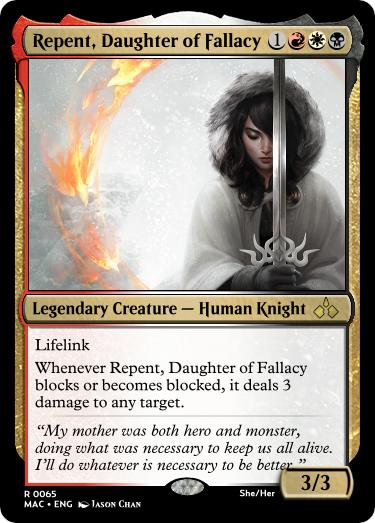 Repent, Daughter of Fallacy 1
Legendary Creature — Human Knight
Lifelink
Whenever Repent, Daughter of Fallacy
blocks or becomes blocked, it deals 3
damage to any target.
“My mother was both hero and monster,
doing what was necessary to keep us all alive.
I’ll do whatever is necessary to be better.”
3/3
R 0065
MAC • ENG Jason Chan
She/Her